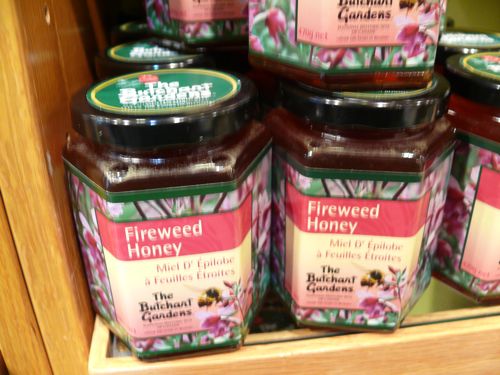 Butchart
Gardens
The
Butchart
Gardens
Fireweed
Honey
Miel D' Épilobe
à Feuilles Étroites
The
Butchart
Gardens
Fireweed
Honey
Miel D' Épilobe
à Feuilles Étroites
The
Butchart
Gardens